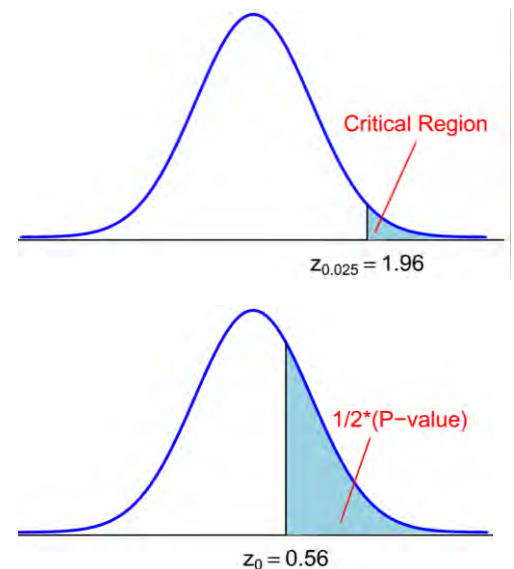 Critical Region
z0.025 = 1.96
1/2*(P−value)
z0 = 0.56